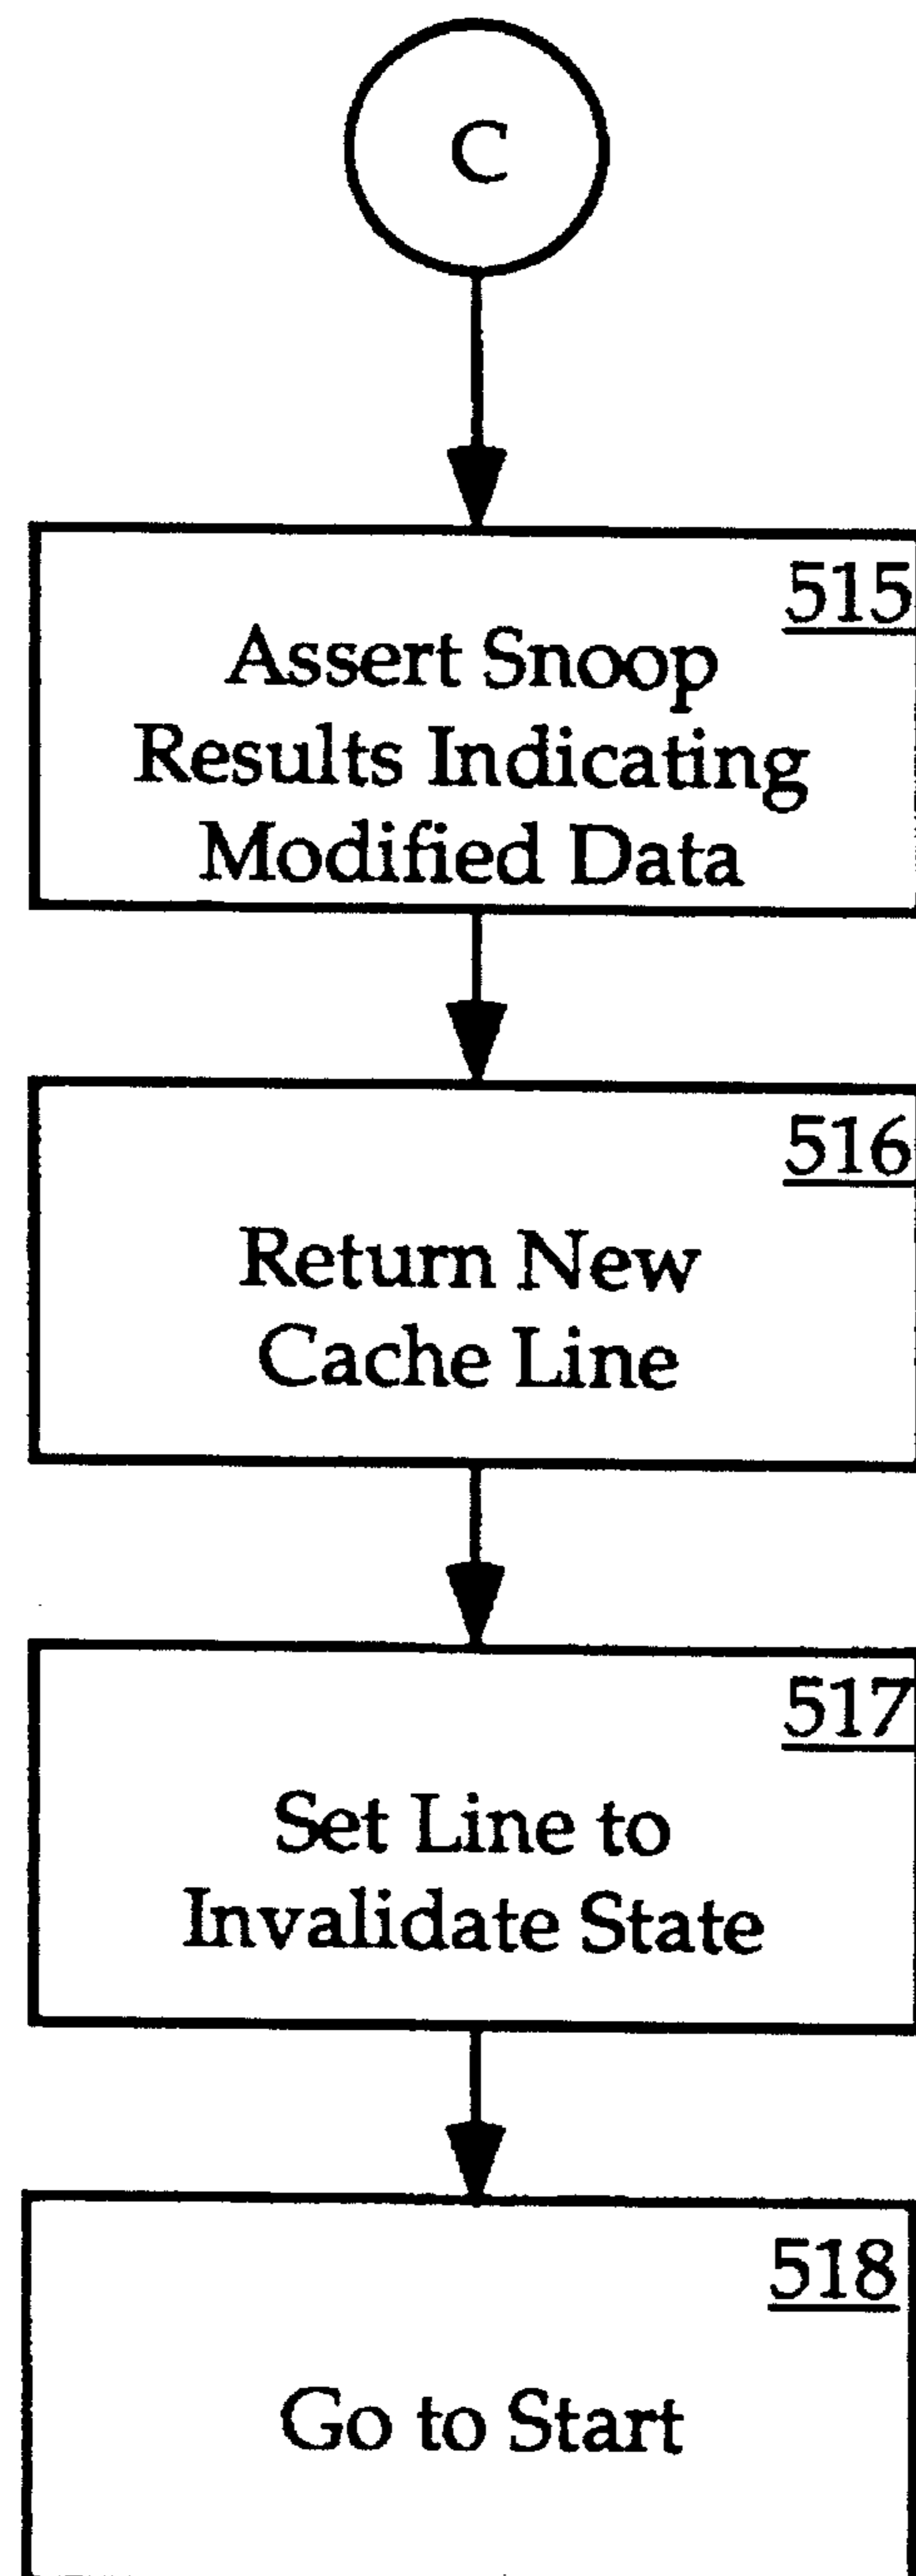 C
515
Assert Snoop
Results Indicating
Modified Data
516
Return New
Cache Line
517
Set Line to
Invalidate State
518
Go to Start